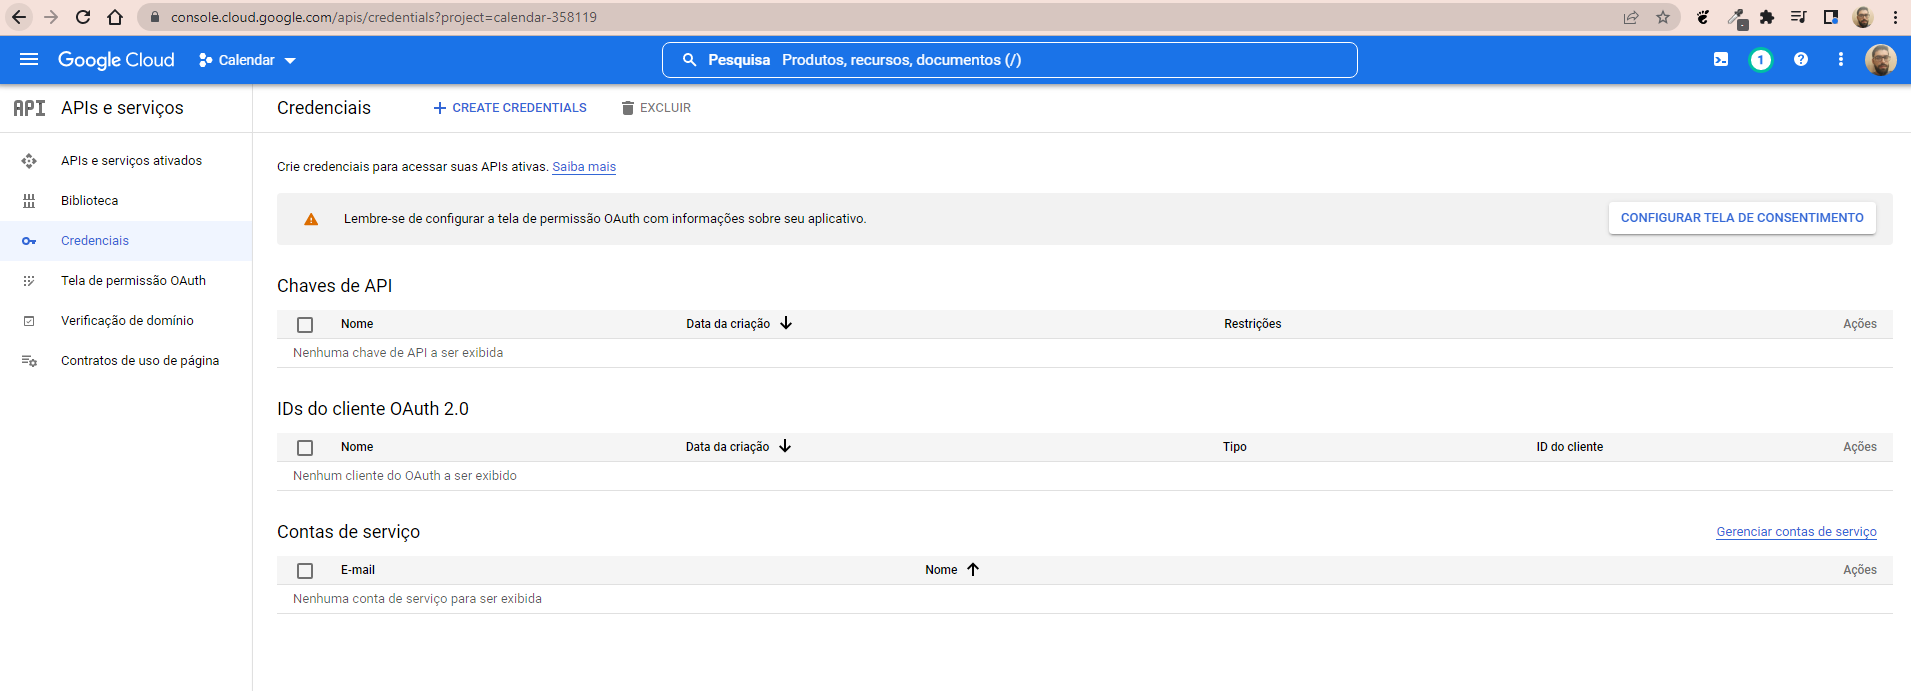 console.cloud.google.com/apis/credentials?project=calendar-358119
Google Cloud Calendar Pesquisa Produtos, recursos, documentos (/) 1
API APIs e serviços
Credenciais CREATE CREDENTIALS EXCLUIR
APIs e serviços ativados
Biblioteca
Credenciais
Tela de permissão OAuth
Verificação de domínio
Contratos de uso de página
Crie credenciais para acessar suas APIs ativas. Saiba mais
Lembre-se de configurar a tela de permissão OAuth com informações sobre seu aplicativo. CONFIGURAR TELA DE CONSENTIMENTO
Chaves de API
Nome Data da criação Restrições Ações
Nenhuma chave de API a ser exibida
IDs do cliente OAuth 2.0
Nome Data da criação Tipo ID do cliente Ações
Nenhum cliente do OAuth a ser exibido
Contas de serviço Gerenciar contas de serviço
E-mail Nome Ações
Nenhuma conta de serviço para ser exibida